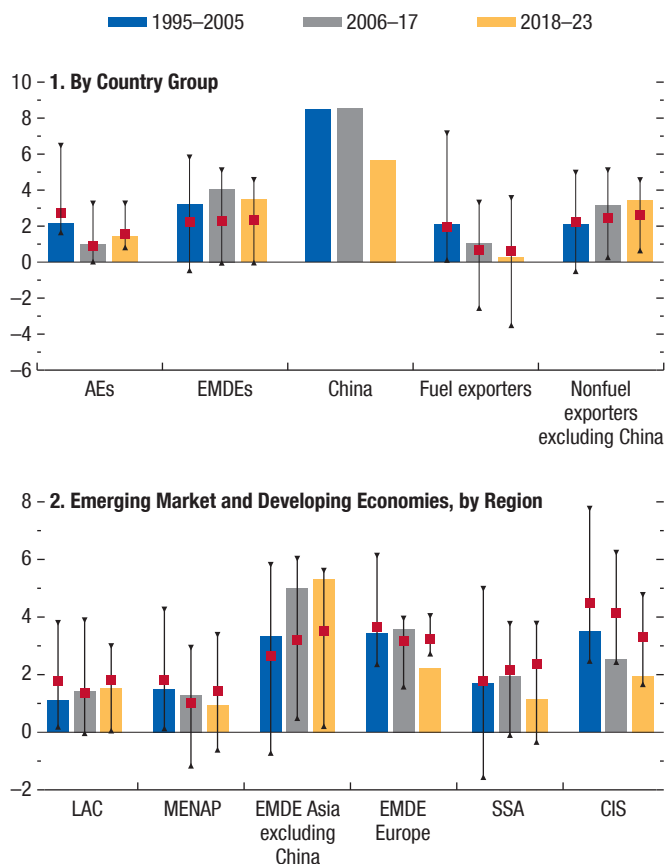 1995–2005 2006–17 2018–23
1. By Country Group
10
8
6
4
2
0
–2
–4
–6
AEs EMDEs China Fuel exporters Nonfuel
exporters
excluding China
2. Emerging Market and Developing Economies, by Region
8
6
4
2
0
–2
LAC MENAP EMDE Asia EMDE SSA CIS
excluding Europe
China